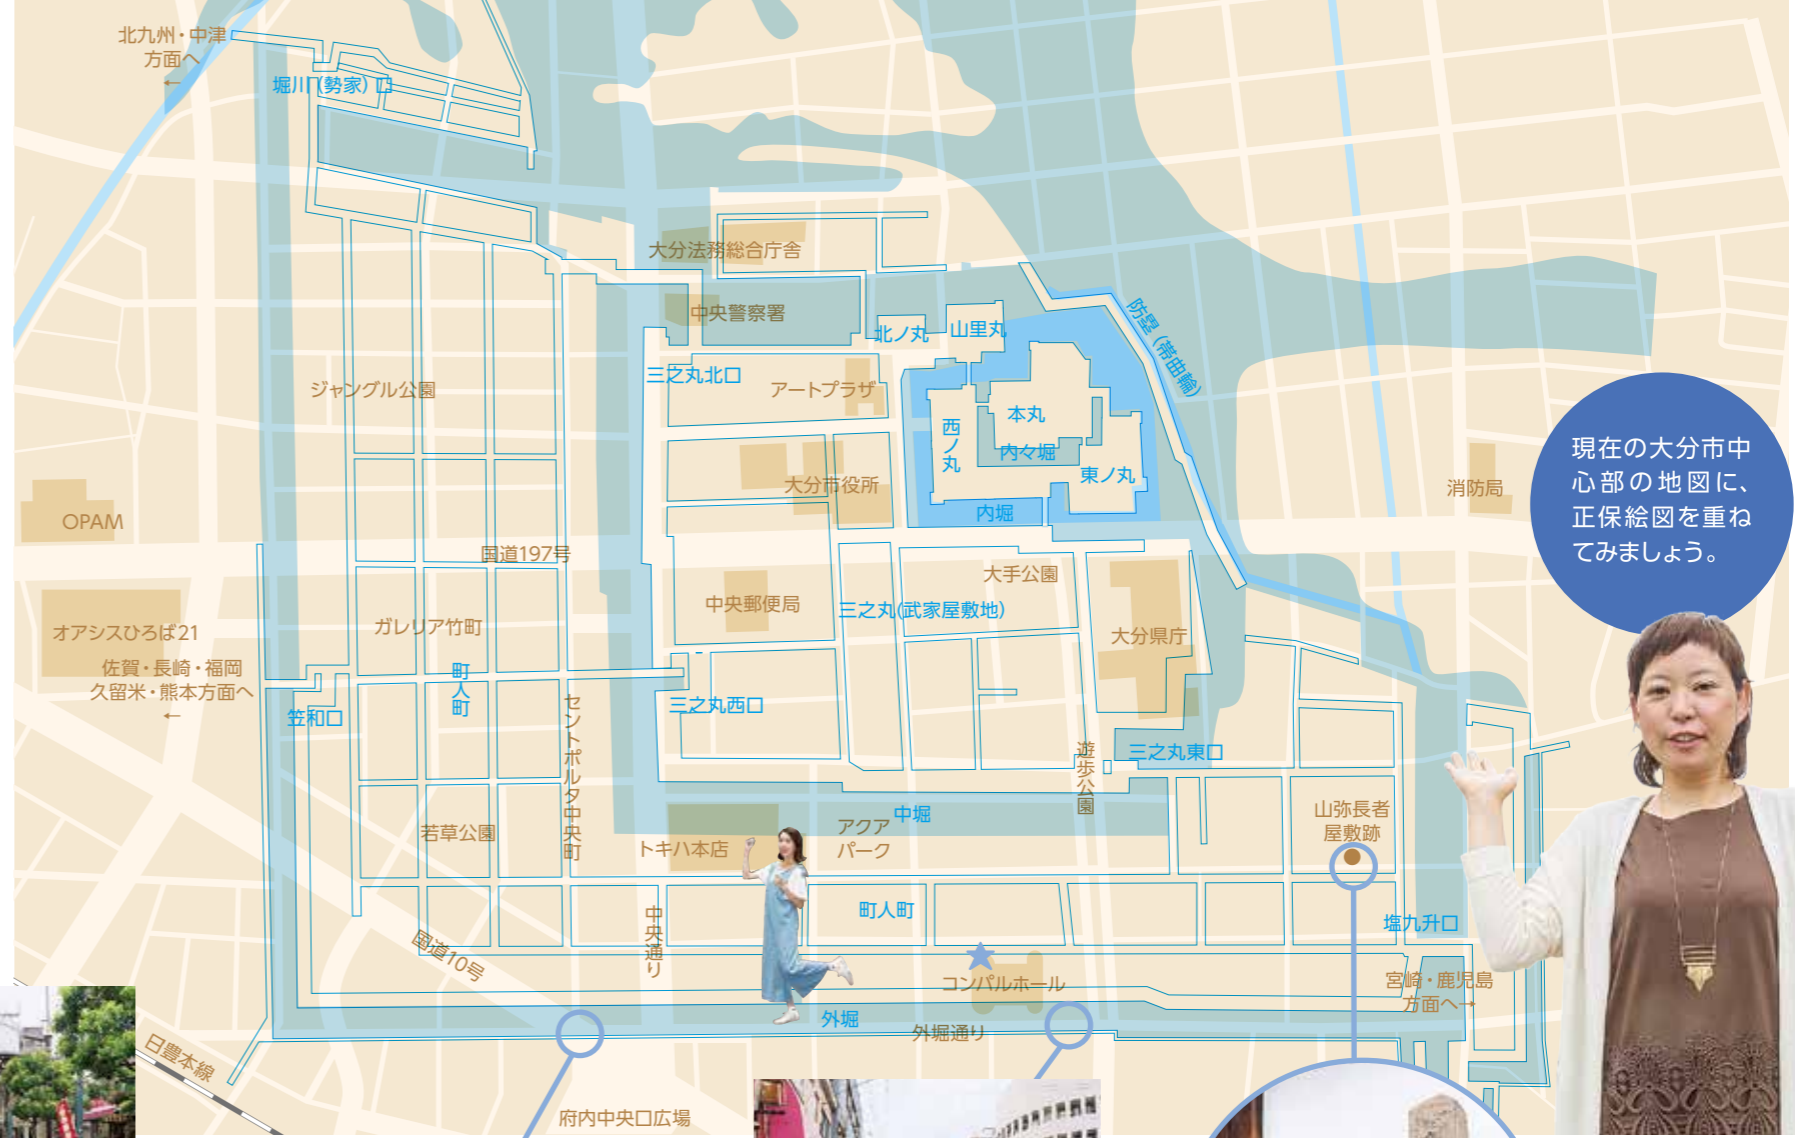 北九州・中津
方面へ
←
堀川(勢家)口
大分法務総合庁舎
中央警察署
北ノ丸
山里丸
防塁(帯曲輪)
三之丸北口
ジャングル公園
アートプラザ
本丸
西ノ丸
内々堀
東ノ丸
大分市役所
内堀
消防局
現在の大分市中
心部の地図に、
正保絵図を重ね
てみましょう。
OPAM
国道197号
大手公園
中央郵便局
三之丸(武家屋敷地)
オアシスひろば21
ガレリア竹町
大分県庁
佐賀・長崎・福岡
久留米・熊本方面へ
←
町人町
笠和口
セントポルタ中央町
三之丸西口
遊歩公園
三之丸東口
中堀
山弥長者
屋敷跡
若草公園
トキハ本店
アクア
パーク
中央通り
町人町
塩九升口
国道10号
コンパルホール
宮崎・鹿児島
方面へ→
外堀
外堀通り
日豊本線
府内中央口広場